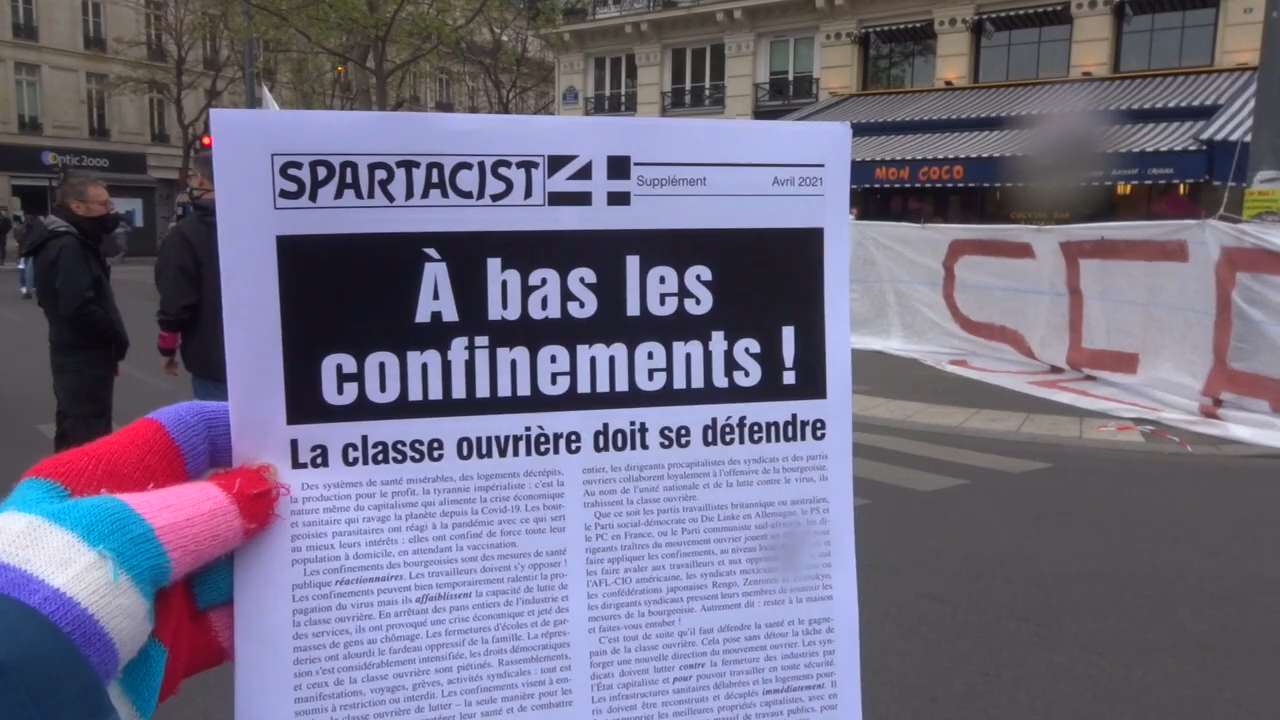 Optic 2000
MON COCO
COCKTAIL BAR
SPARTACIST
Supplément
Avril 2021
À bas les
confinements !
La classe ouvrière doit se défendre
Des systèmes de santé misérables, des logements décrépits,
la production pour le profit, la tyrannie impérialiste : c'est la
nature même du capitalisme qui alimente la crise économique
et sanitaire qui ravage la planète depuis la Covid-19. Les bour-
geoisies parasitaires ont réagi à la pandémie avec ce qui sert
au mieux leurs intérêts : elles ont confiné de force toute leur
population à domicile, en attendant la vaccination.
Les confinements des bourgeoisies sont des mesures de santé
publique réactionnaires. Les travailleurs doivent s'y opposer !
Les confinements peuvent bien temporairement ralentir la pro-
pagation du virus mais ils affaiblissent la capacité de lutte de
la classe ouvrière. En arrêtant des pans entiers de l'industrie et
des services, ils ont provoqué une crise économique et jeté des
masses de gens au chômage. Les fermetures d'écoles et de gar-
deries ont alourdi le fardeau oppressif de la famille. La répres-
sion s'est considérablement intensifiée, les droits démocratiques
et ceux de la classe ouvrière sont piétinés. Rassemblements,
manifestations, voyages, grèves, activités syndicales : tout est
soumis à restriction ou interdit. Les confinements visent à em-
la classe ouvrière de lutter – la seule manière pour les
leur santé et de combattre
entier, les dirigeants procapitalistes des syndicats et des partis
ouvriers collaborent loyalement à l'offensive de la bourgeoisie.
Au nom de l'unité nationale et de la lutte contre le virus, ils
trahissent la classe ouvrière.
Que ce soit les partis travaillistes britannique ou australien,
le Parti social-démocrate ou Die Linke en Allemagne, le PS et
le PC en France, ou le Parti communiste sud-africain, les di-
rigeants traîtres du mouvement ouvrier jouent
faire appliquer les confinements, au niveau
les faire avaler aux travailleurs et aux
l'AFL-CIO américaine, les syndicats
les confédérations japonaises Rengo, Zenroren
les dirigeants syndicaux pressent leurs membres de soutenir les
mesures de la bourgeoisie. Autrement dit : restez à la maison
et faites-vous entuber !
C'est tout de suite qu'il faut défendre la santé et le gagne-
pain de la classe ouvrière. Cela pose sans détour la tâche de
forger une nouvelle direction du mouvement ouvrier. Les syn-
dicats doivent lutter contre la fermeture des industries par
l'État capitaliste et pour pouvoir travailler en toute sécurité.
Les infrastructures sanitaires délabrées et les logements pour-
ris doivent être reconstruits et décuplés immédiatement. Il
les meilleures propriétés capitalistes, avec en
massif de travaux publics, pour